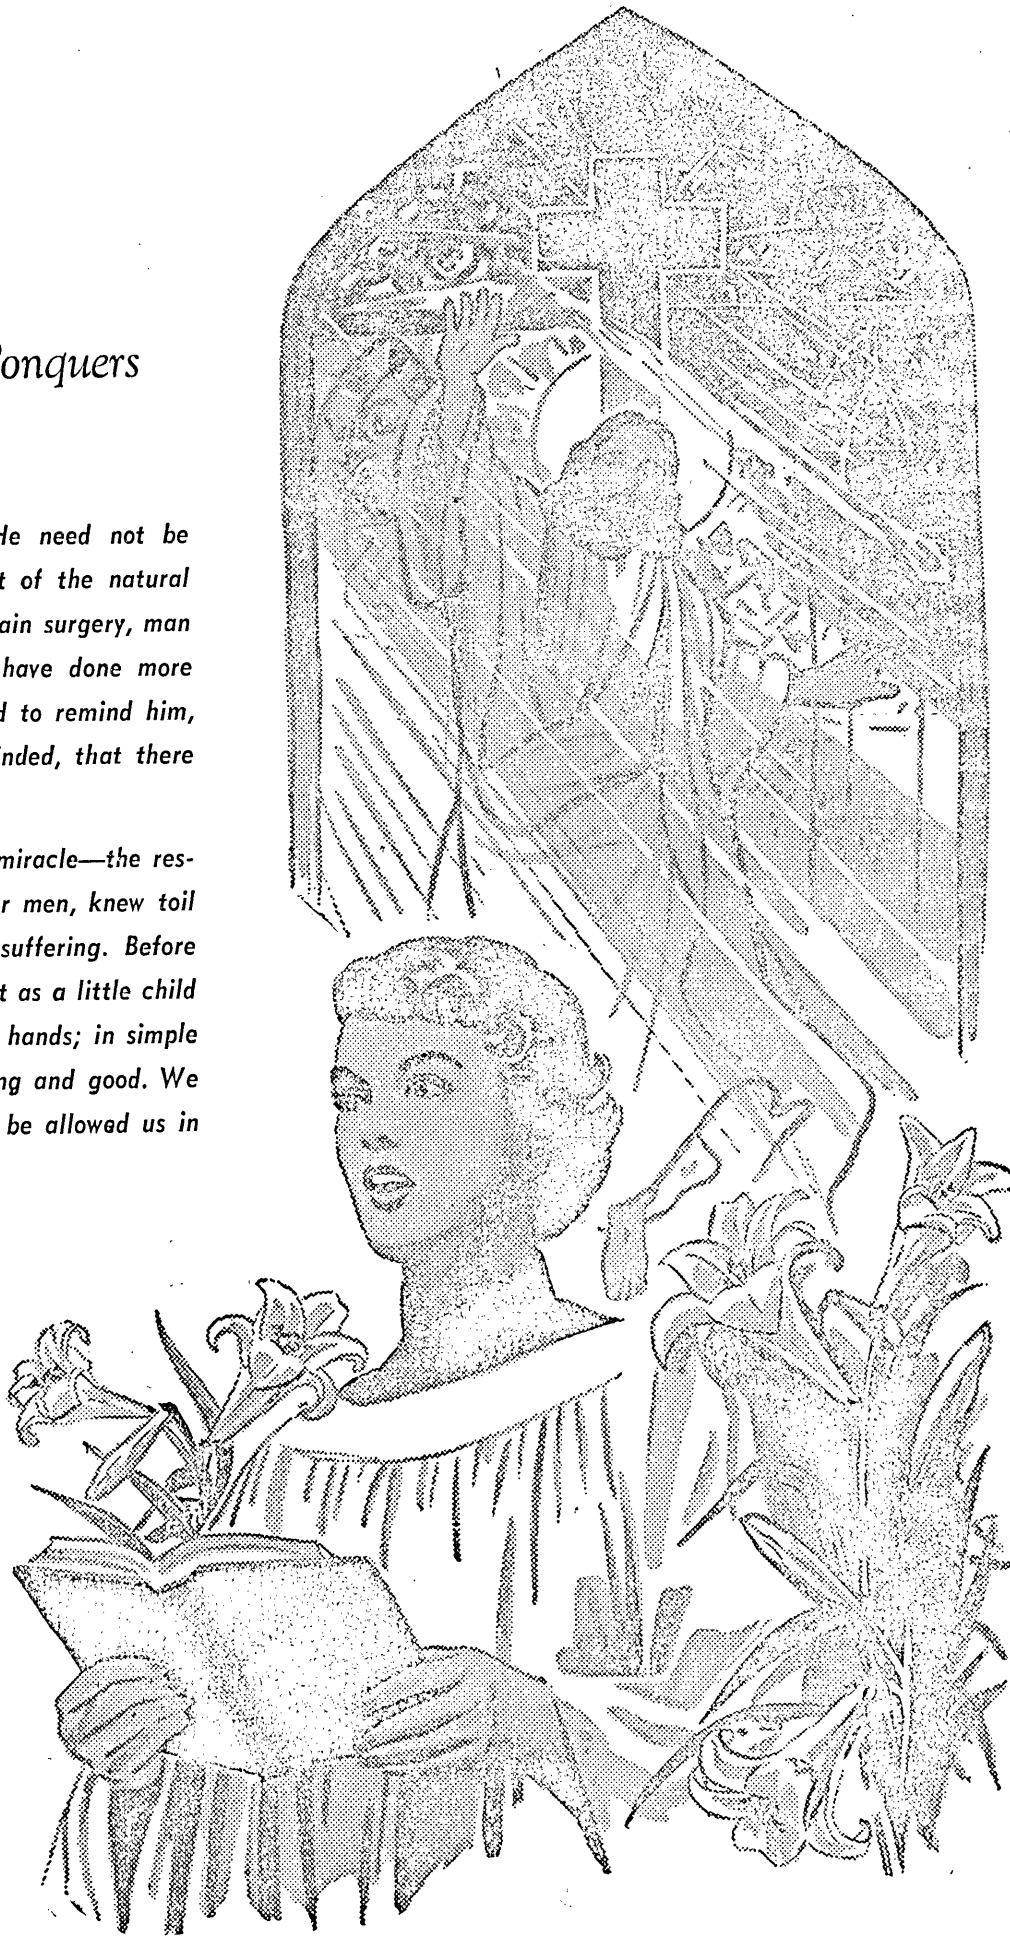 onquers
He need not be
t of the natural
ain surgery, man
have done more
d to remind him,
nded, that there
miracle—the res-
r men, knew toil
suffering. Before
t as a little child
hands; in simple
ng and good. We
be allowed us in